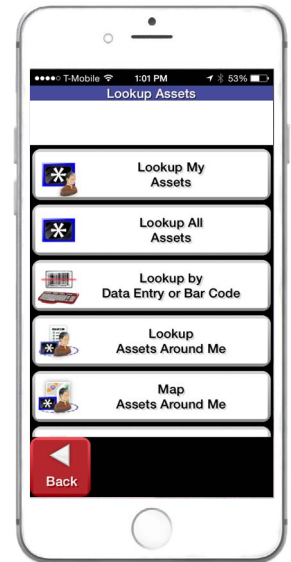 T-Mobile 1:01 PM 53%
Lookup Assets
Lookup My
Assets
Lookup All
Assets
Lookup by
Data Entry or Bar Code
Lookup
Assets Around Me
Map
Assets Around Me
Back